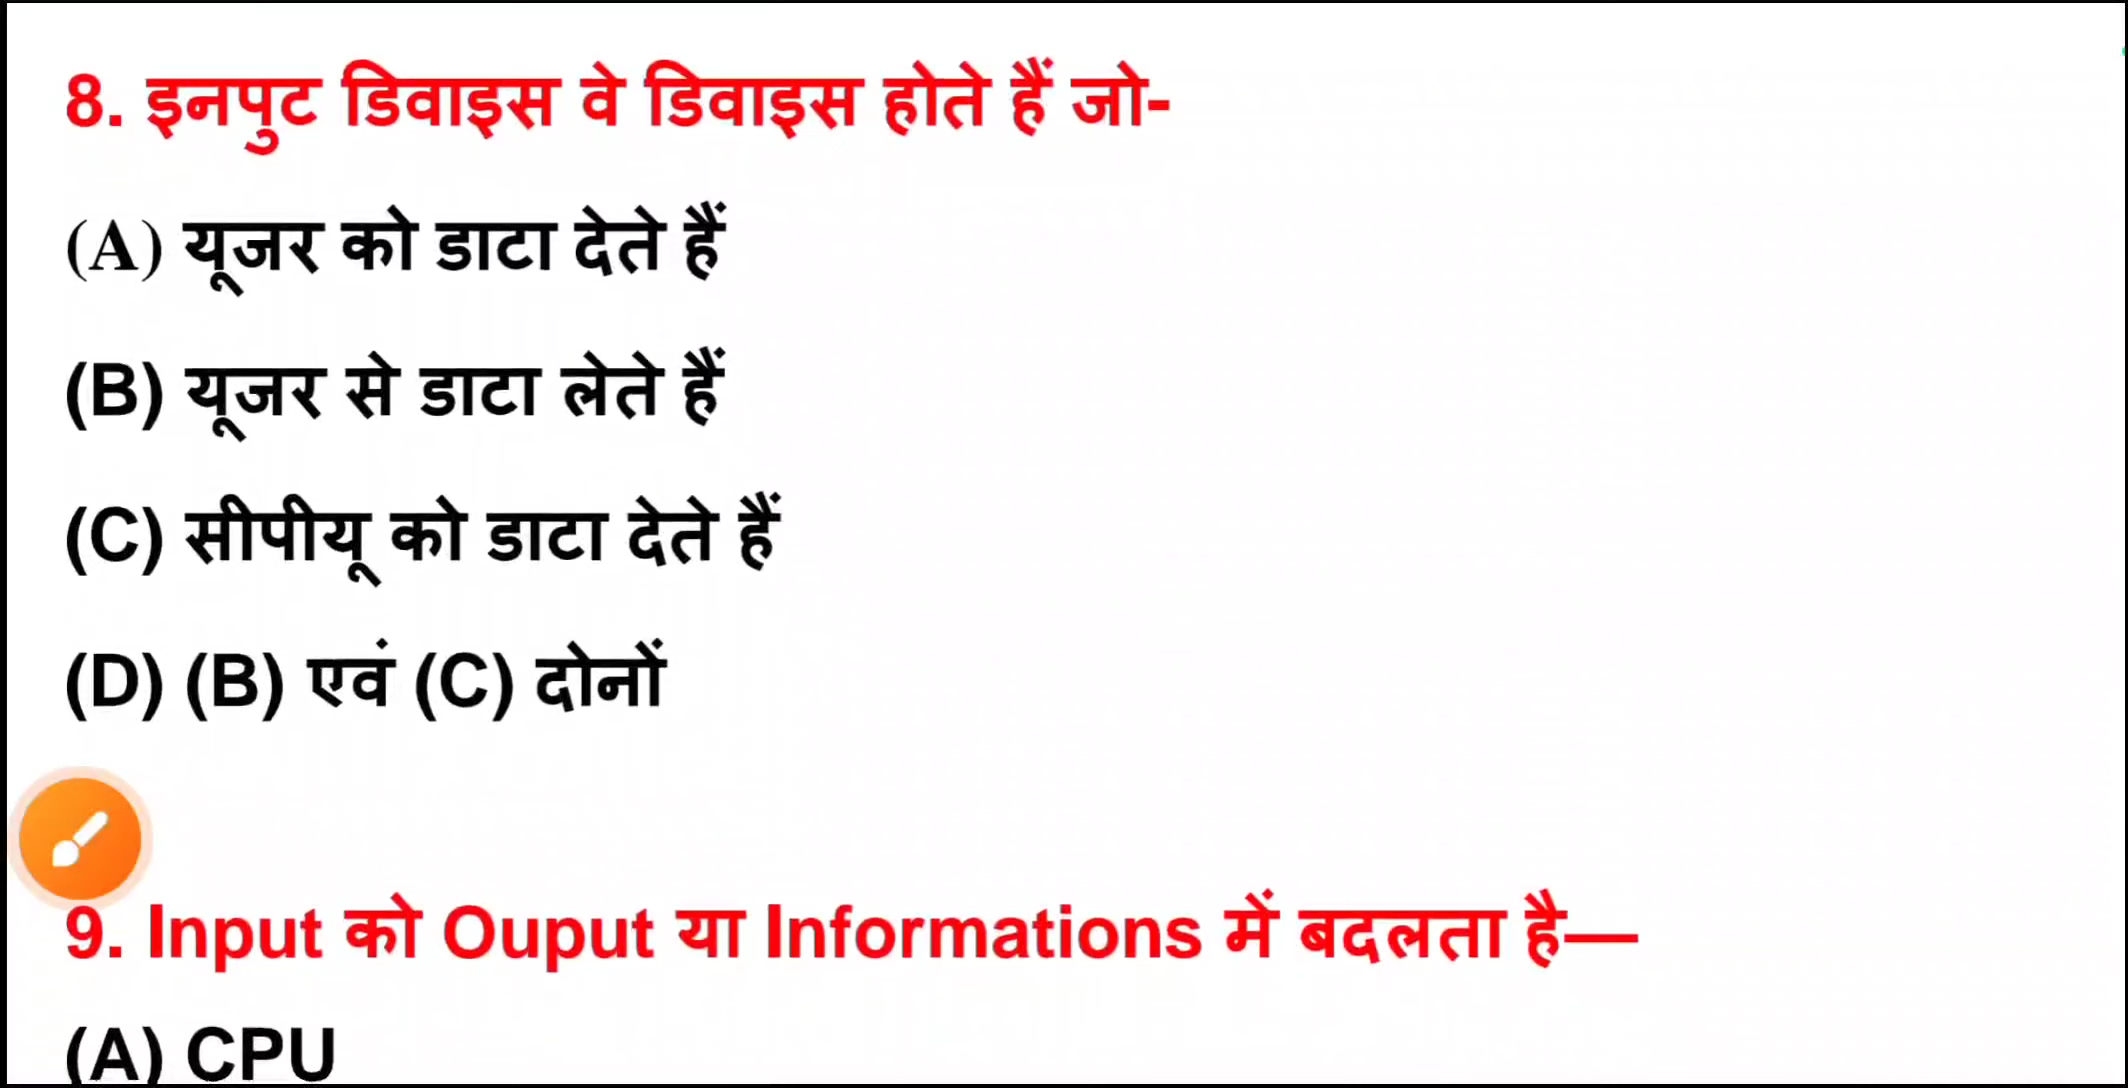 8. इनपुट डिवाइस वे डिवाइस होते हैं जो-
(A) यूजर को डाटा देते हैं
(B) यूजर से डाटा लेते हैं
(C) सीपीयू को डाटा देते हैं
(D) (B) एवं (C) दोनों
9. Input को Ouput या Informations में बदलता है—
(A) CPU